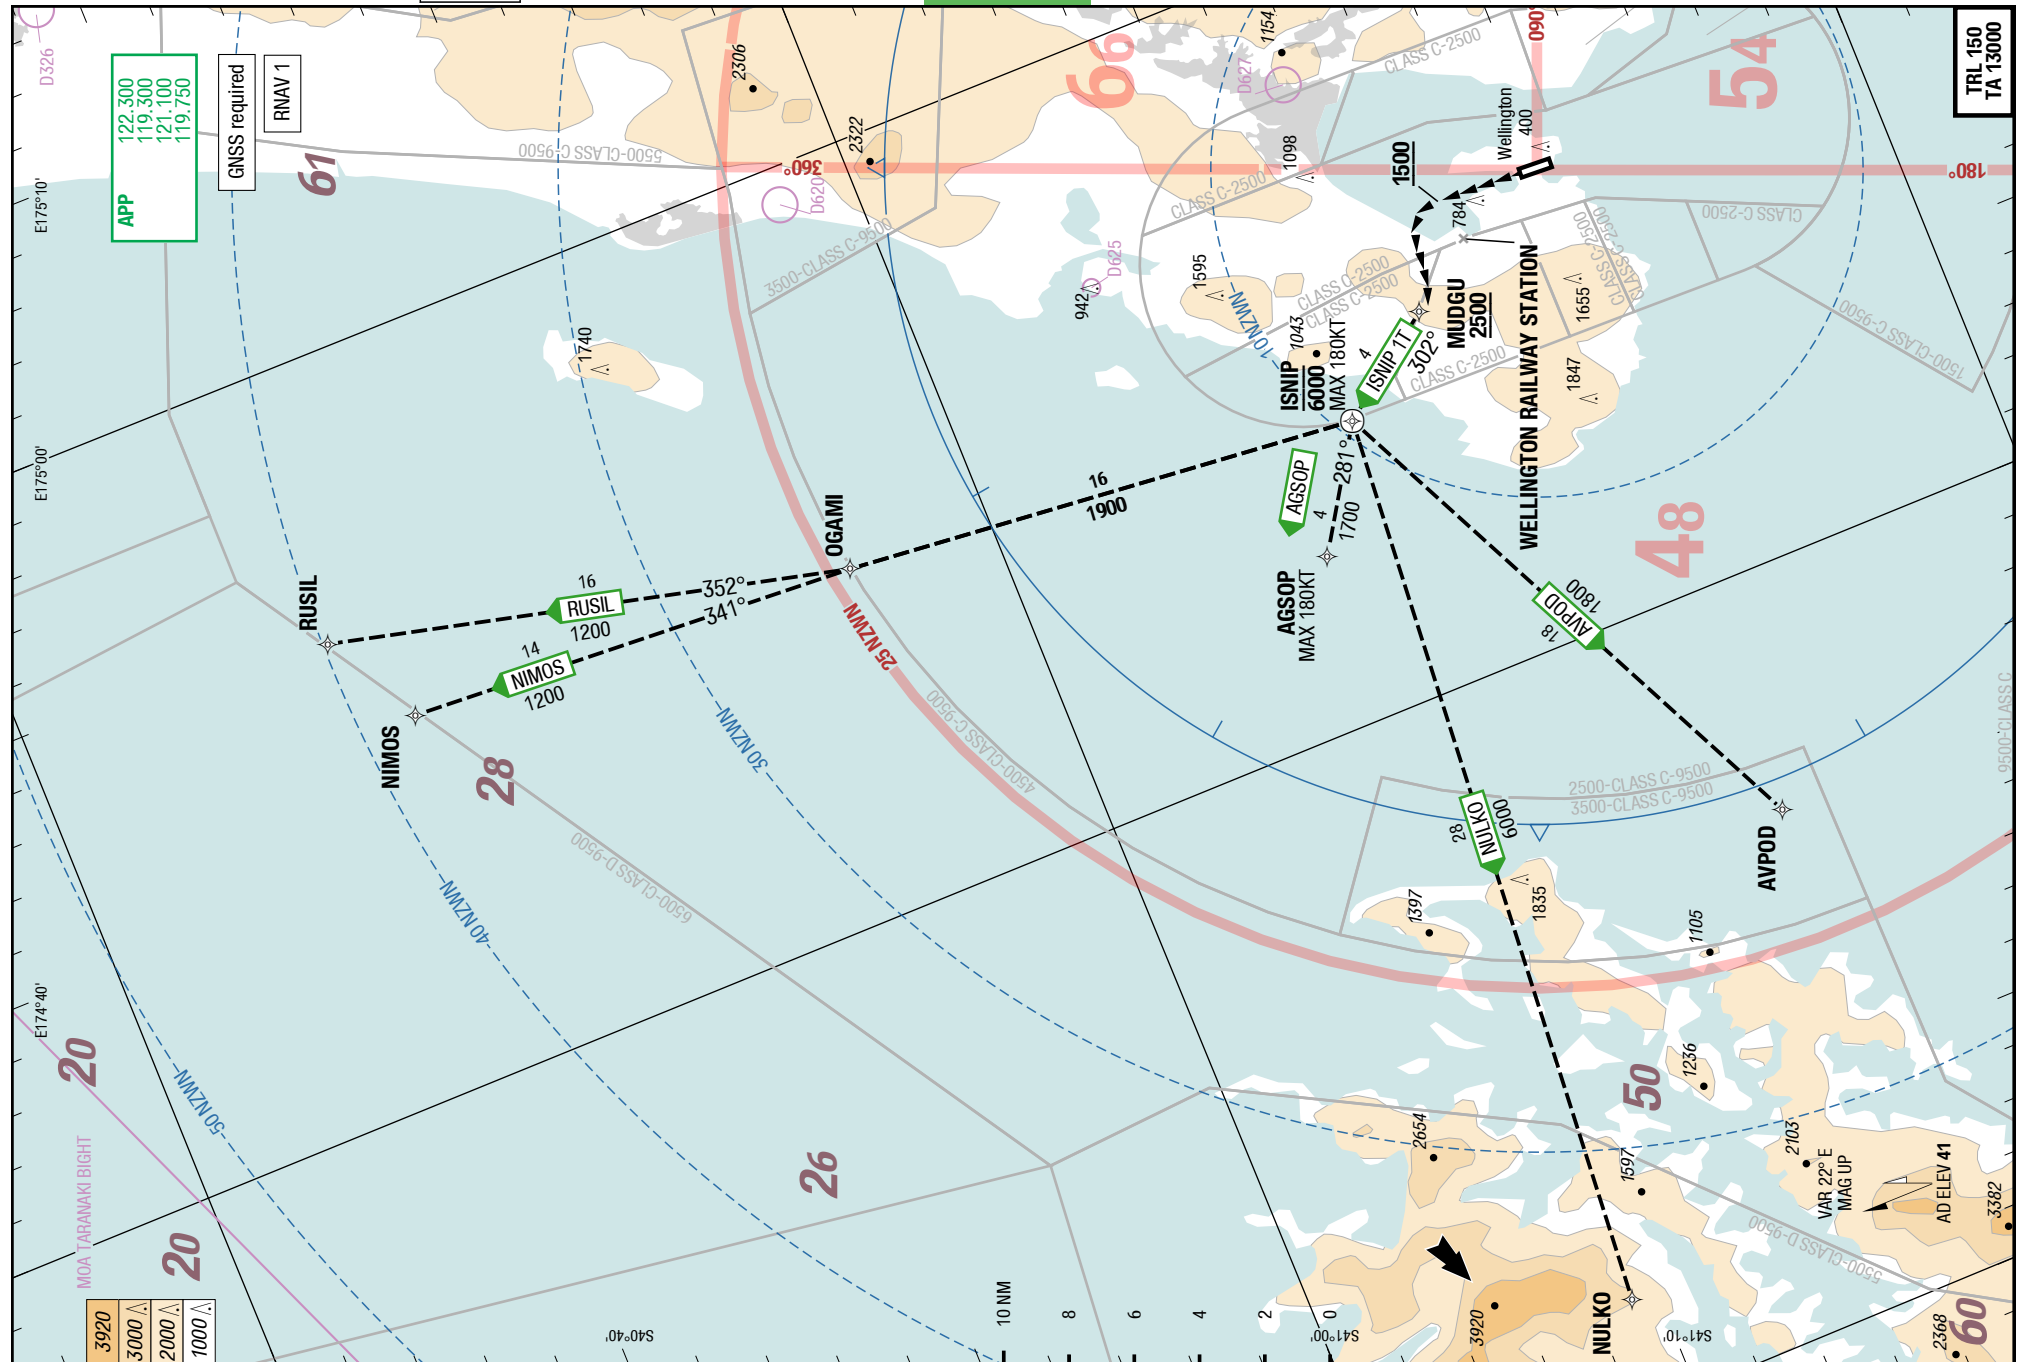 D326
APP
122.300
119.300
121.100
119.750
GNSS required
RNAV 1
TRL 150
TA 13000
E175°10'
E175°00'
E174°40'
S40°40'
S41°00'
S41°10'
61
66
54
48
28
26
20
20
50
60
2306
2322
1154
D627
D620
D625
942
1595
1098
1043
1740
784
1655
1847
1397
1835
1105
1236
2103
2654
1597
3920
2368
3382
360°
090°
180°
5500-CLASS C-9500
3500-CLASS C-9500
CLASS C-2500
CLASS C-2500
CLASS C-2500
CLASS C-2500
CLASS C-2500
CLASS C-2500
CLASS C-2500
CLASS C-2500
1500-CLASS C-9500
4500-CLASS C-9500
6500-CLASS D-9500
2500-CLASS C-9500
3500-CLASS C-9500
9500-CLASS C
5500-CLASS D-9500
10 NZWN
25 NZWN
30 NZWN
40 NZWN
50 NZWN
Wellington
400
1500
MUDGU
2500
WELLINGTON RAILWAY STATION
ISNIP 1T
4
302°
ISNIP
6000
MAX 180KT
AGSOP
4
281°
1700
AGSOP
MAX 180KT
16
1900
OGAMI
352°
341°
16
RUSIL
1200
14
NIMOS
1200
RUSIL
NIMOS
28
NULKO
6000
NULKO
1800
AVPOD
18
AVPOD
VAR 22° E
MAG UP
AD ELEV 41
MOA TARANAKI BIGHT
3920
3000
2000
1000
10 NM
8
6
4
2
0